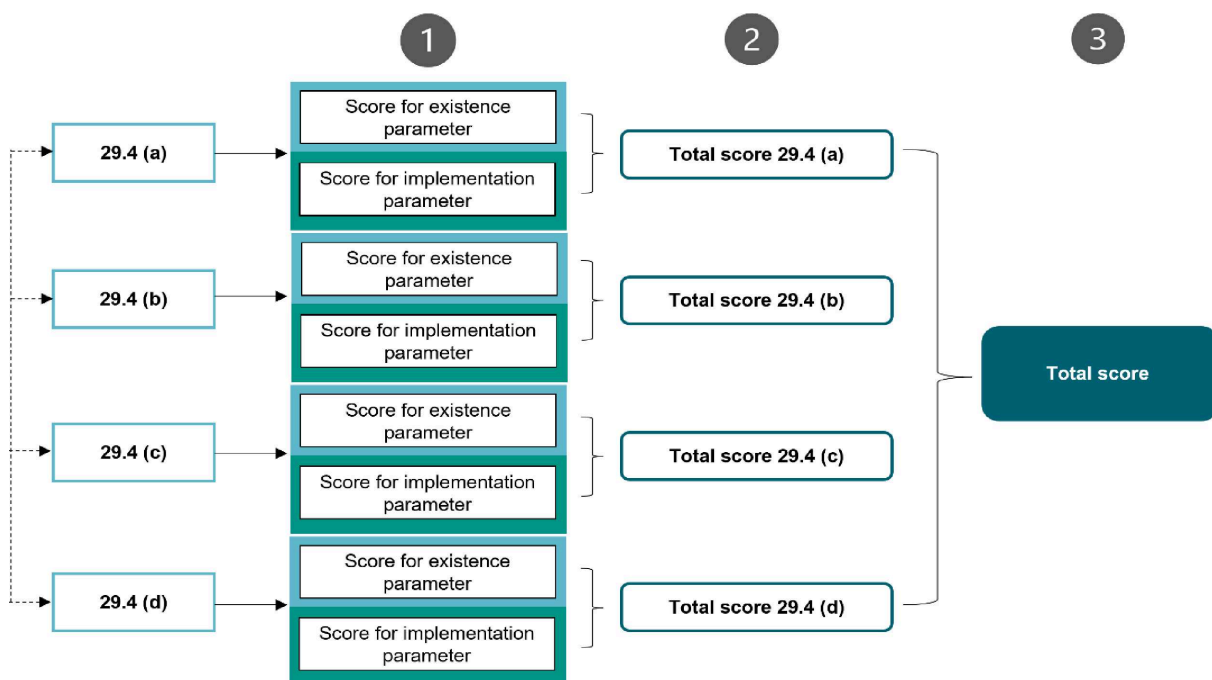 1
2
3
29.4 (a)
Score for existence
parameter
Score for implementation
parameter
Total score 29.4 (a)
29.4 (b)
Score for existence
parameter
Score for implementation
parameter
Total score 29.4 (b)
Total score
29.4 (c)
Score for existence
parameter
Score for implementation
parameter
Total score 29.4 (c)
29.4 (d)
Score for existence
parameter
Score for implementation
parameter
Total score 29.4 (d)